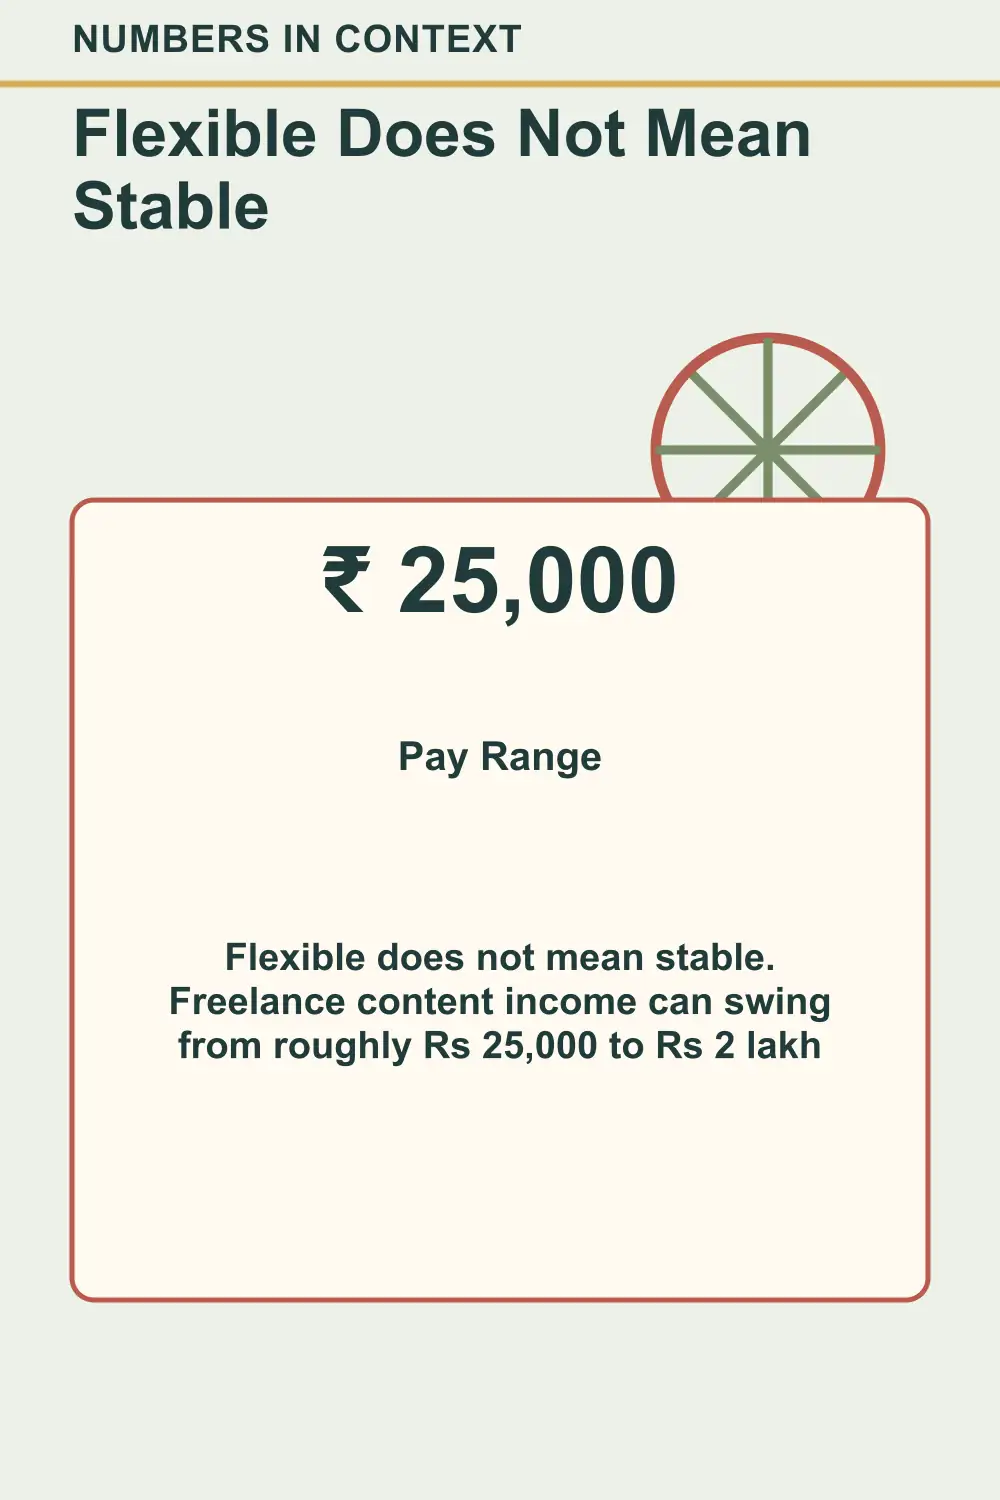 NUMBERS IN CONTEXT
Flexible Does Not Mean
Stable
₹ 25,000
Pay Range
Flexible does not mean stable.
Freelance content income can swing
from roughly Rs 25,000 to Rs 2 lakh